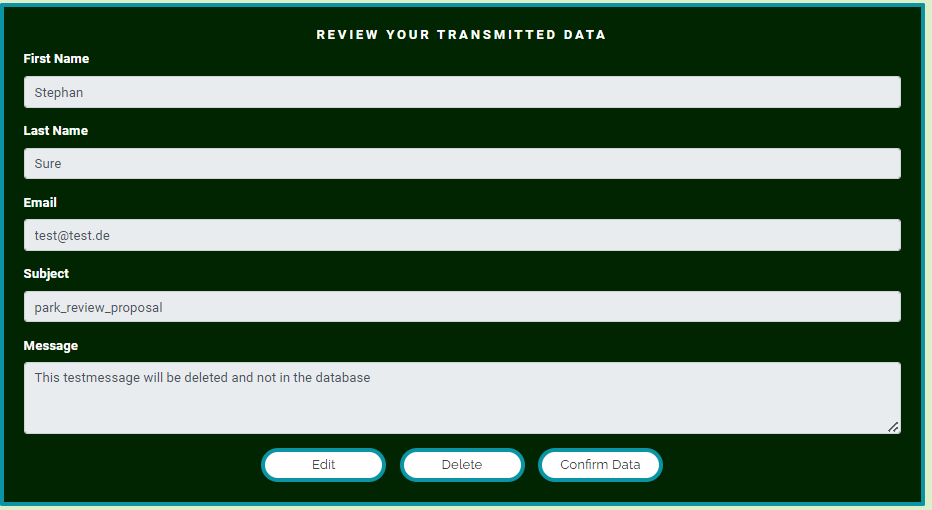 REVIEW YOUR TRANSMITTED DATA
First Name
Stephan
Last Name
Sure
Email
test@test.de
Subject
park_review_proposal
Message
This testmessage will be deleted and not in the database
Edit
Delete
Confirm Data